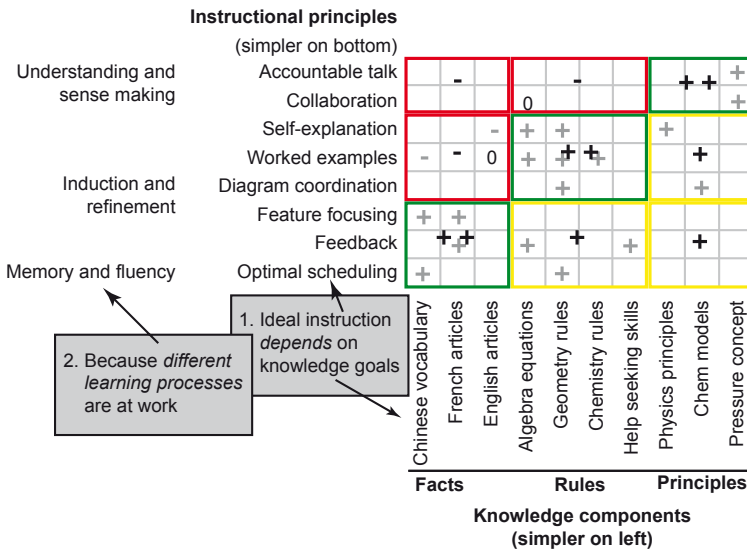 Instructional principles
(simpler on bottom)
Understanding and
sense making
Accountable talk
Collaboration
Induction and
refinement
Self-explanation
Worked examples
Diagram coordination
Memory and fluency
Feature focusing
Feedback
Optimal scheduling
- - + + +
0 +
- + + +
- - 0 + + + + + +
+ +
+ +
+ + + + + + +
+ +
1. Ideal instruction
depends on
knowledge goals
2. Because different
learning processes
are at work
Chinese vocabulary
French articles
English articles
Algebra equations
Geometry rules
Chemistry rules
Help seeking skills
Physics principles
Chem models
Pressure concept
Facts
Rules
Principles
Knowledge components
(simpler on left)